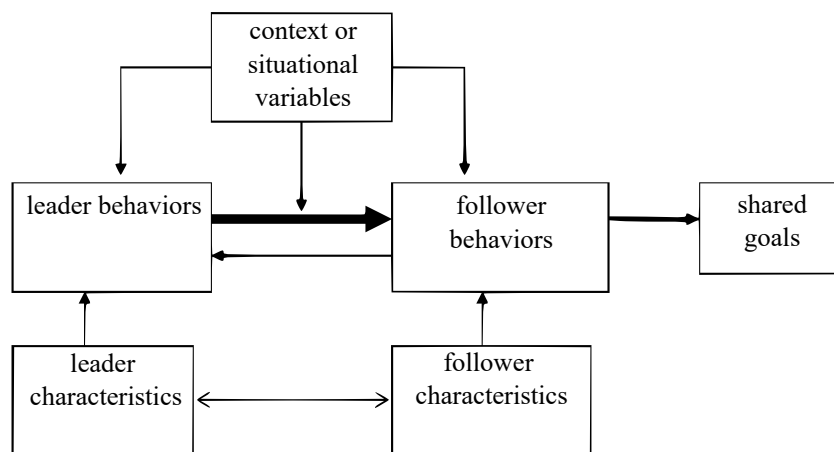 context or
situational
variables
leader behaviors
follower
behaviors
shared
goals
leader
characteristics
follower
characteristics